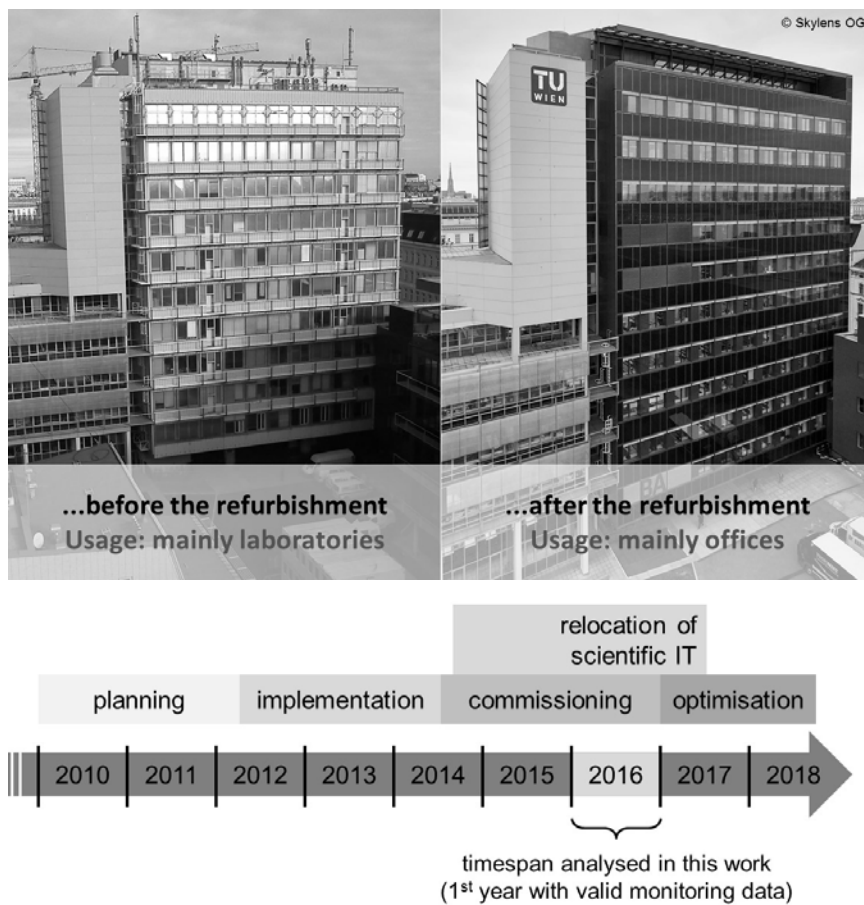 © Skylens OG
TU
WIEN
...before the refurbishment
Usage: mainly laboratories
...after the refurbishment
Usage: mainly offices
relocation of
scientific IT
planning
implementation
commissioning
optimisation
2010
2011
2012
2013
2014
2015
2016
2017
2018
timespan analysed in this work
(1st year with valid monitoring data)